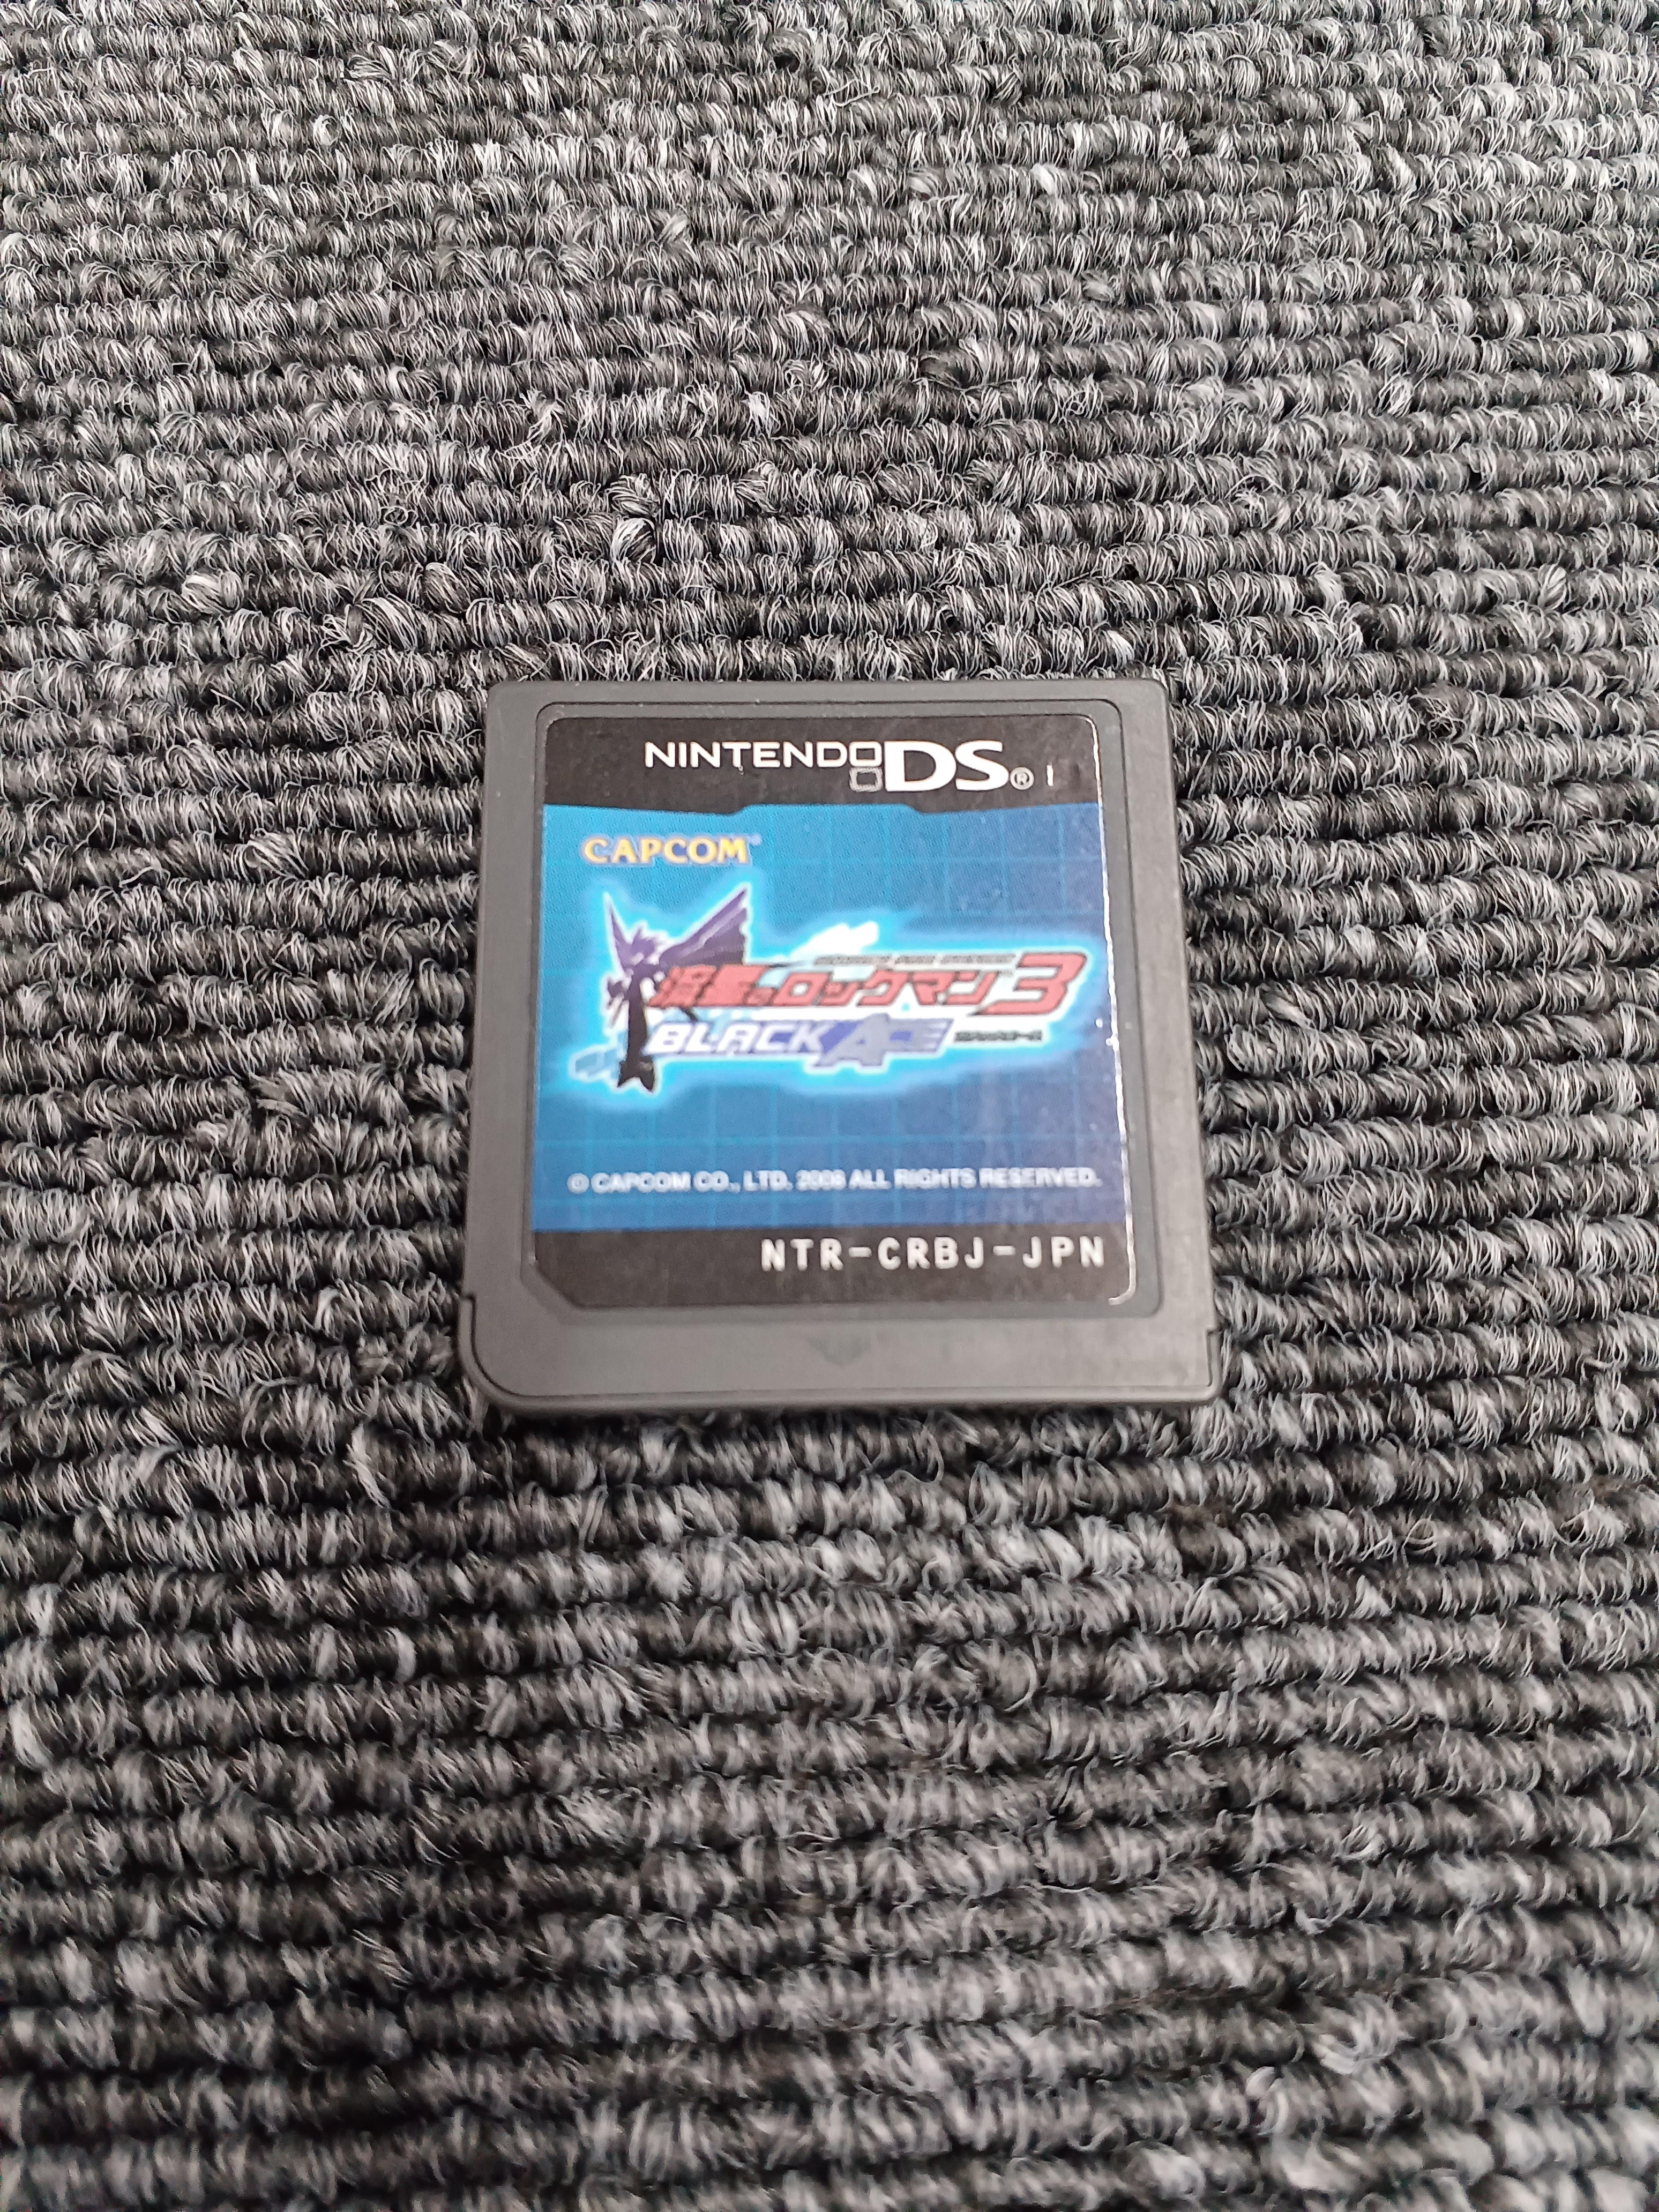 NINTENDO DS®
CAPCOM
流星のロックマン3
BLACK ACE
© CAPCOM CO., LTD. 2008 ALL RIGHTS RESERVED.
NTR-CRBJ-JPN